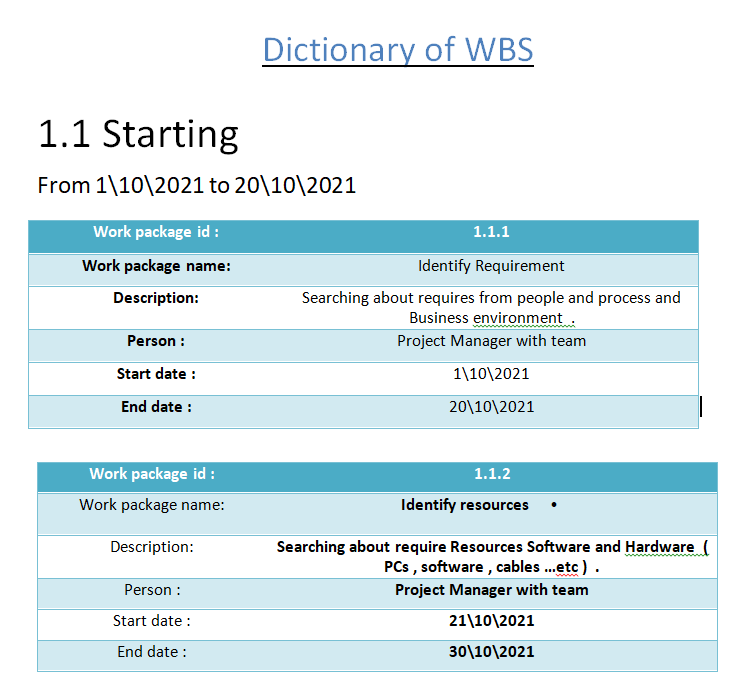 Dictionary of WBS
1.1 Starting
From 1\10\2021 to 20\10\2021
Work package id : 1.1.1
Work package name: Identify Requirement
Description: Searching about requires from people and process and
Business environment .
Person : Project Manager with team
Start date : 1\10\2021
End date : 20\10\2021
Work package id : 1.1.2
Work package name: Identify resources •
Description: Searching about require Resources Software and Hardware (
PCs , software , cables ...etc ) .
Person : Project Manager with team
Start date : 21\10\2021
End date : 30\10\2021